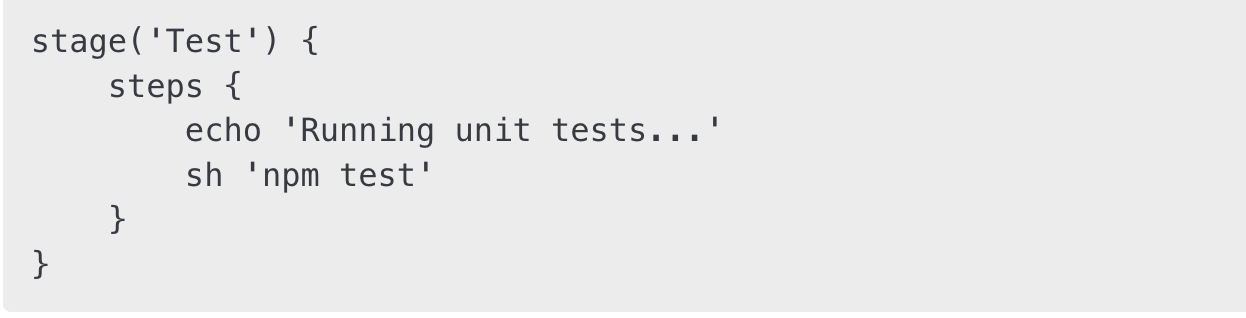 stage('Test') {
    steps {
        echo 'Running unit tests...'
        sh 'npm test'
    }
}